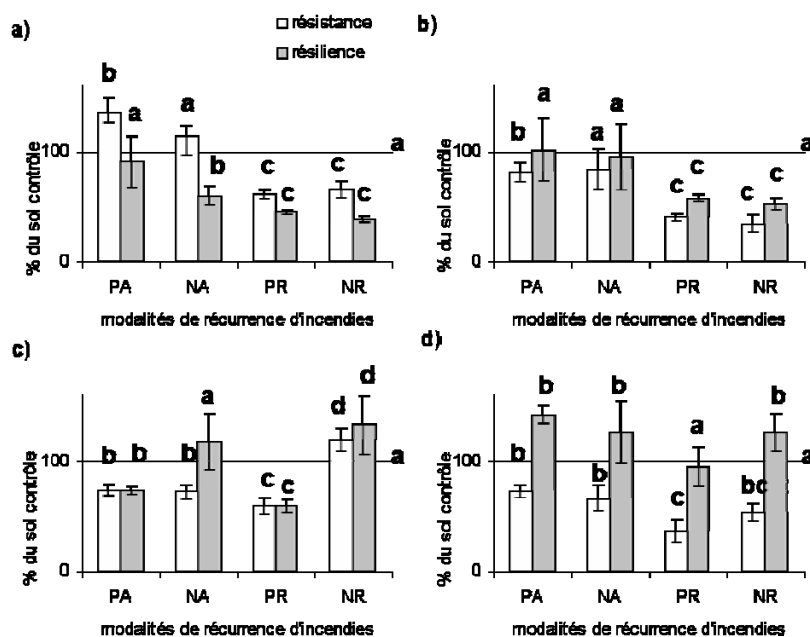 résistance
résilience
a)
b a
a b
c c
c c
a
% du sol contrôle
100
0
PA NA PR NR
modalités de récurrence d'incendies
b)
b a
a a
c c
c c
a
% du sol contrôle
100
0
PA NA PR NR
modalités de récurrence d'incendies
c)
b b
b a
c c
d d
a
% du sol contrôle
100
0
PA NA PR NR
modalités de récurrence d'incendies
d)
b b
b b
c a
bc b
a
% du sol contrôle
100
0
PA NA PR NR
modalités de récurrence d'incendies